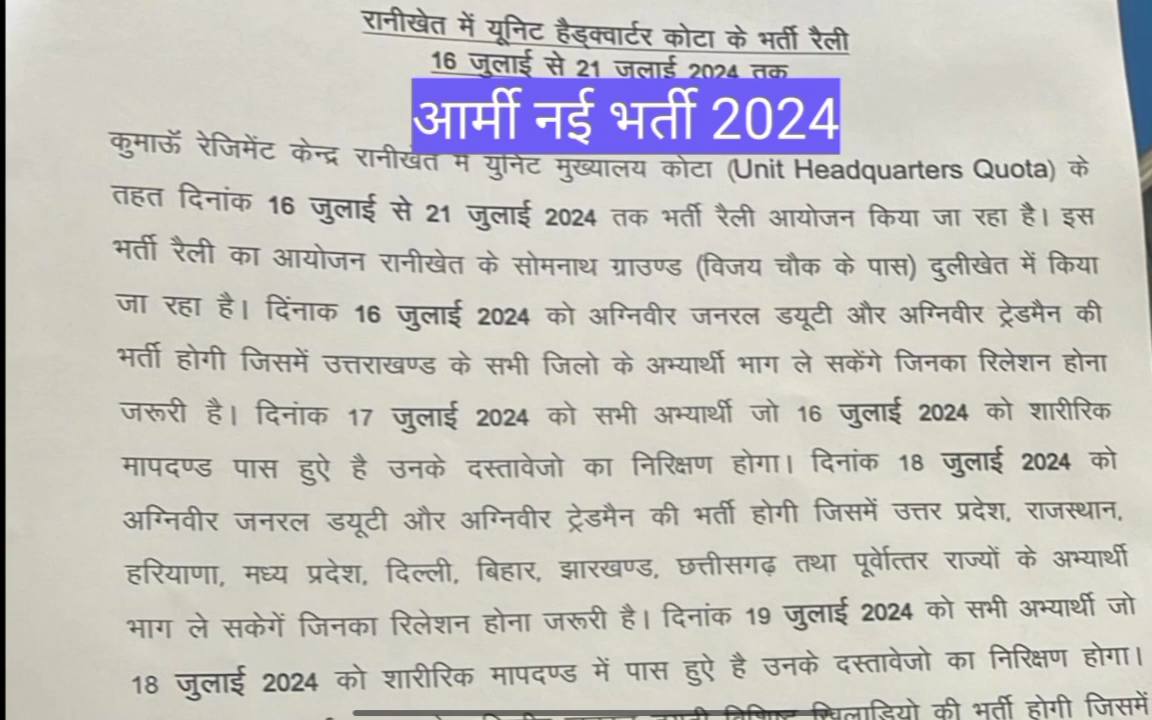 रानीखेत में यूनिट हैड्क्वार्टर कोटा के भर्ती रैली
16 जुलाई से 21 जुलाई 2024 तक
आर्मी नई भर्ती 2024
कुमाऊॅ रेजिमेंट केन्द्र रानीखेत में युनिट मुख्यालय कोटा (Unit Headquarters Quota) के
तहत दिनांक 16 जुलाई से 21 जुलाई 2024 तक भर्ती रैली आयोजन किया जा रहा है। इस
भर्ती रैली का आयोजन रानीखेत के सोमनाथ ग्राउण्ड (विजय चौक के पास) दुलीखेत में किया
जा रहा है। दिंनाक 16 जुलाई 2024 को अग्निवीर जनरल डयूटी और अग्निवीर ट्रेडमैन की
भर्ती होगी जिसमें उत्तराखण्ड के सभी जिलो के अभ्यार्थी भाग ले सकेंगे जिनका रिलेशन होना
जरूरी है। दिनांक 17 जुलाई 2024 को सभी अभ्यार्थी जो 16 जुलाई 2024 को शारीरिक
मापदण्ड पास हुऐ है उनके दस्तावेजो का निरिक्षण होगा। दिनांक 18 जुलाई 2024 को
अग्निवीर जनरल डयूटी और अग्निवीर ट्रेडमैन की भर्ती होगी जिसमें उत्तर प्रदेश, राजस्थान,
हरियाणा, मध्य प्रदेश, दिल्ली, बिहार, झारखण्ड, छत्तीसगढ़ तथा पूर्वोत्तर राज्यों के अभ्यार्थी
भाग ले सकेगें जिनका रिलेशन होना जरूरी है। दिनांक 19 जुलाई 2024 को सभी अभ्यार्थी जो
18 जुलाई 2024 को शारीरिक मापदण्ड में पास हुऐ है उनके दस्तावेजो का निरिक्षण होगा।
खिलाडियो की भर्ती होगी जिसमें